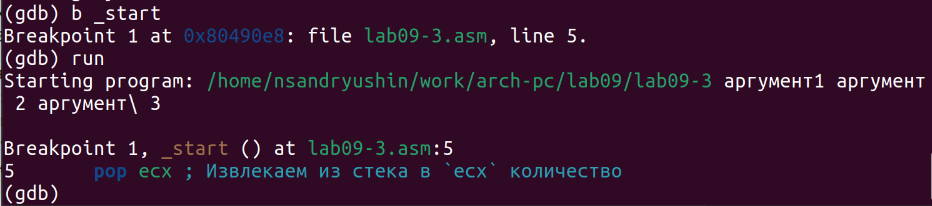 (gdb) b _start
Breakpoint 1 at 0x80490e8: file lab09-3.asm, line 5.
(gdb) run
Starting program: /home/nsandryushin/work/arch-pc/lab09/lab09-3 аргумент1 аргумент
 2 аргумент\ 3
Breakpoint 1, _start () at lab09-3.asm:5
5       pop ecx ; Извлекаем из стека в `ecx` количество
(gdb)